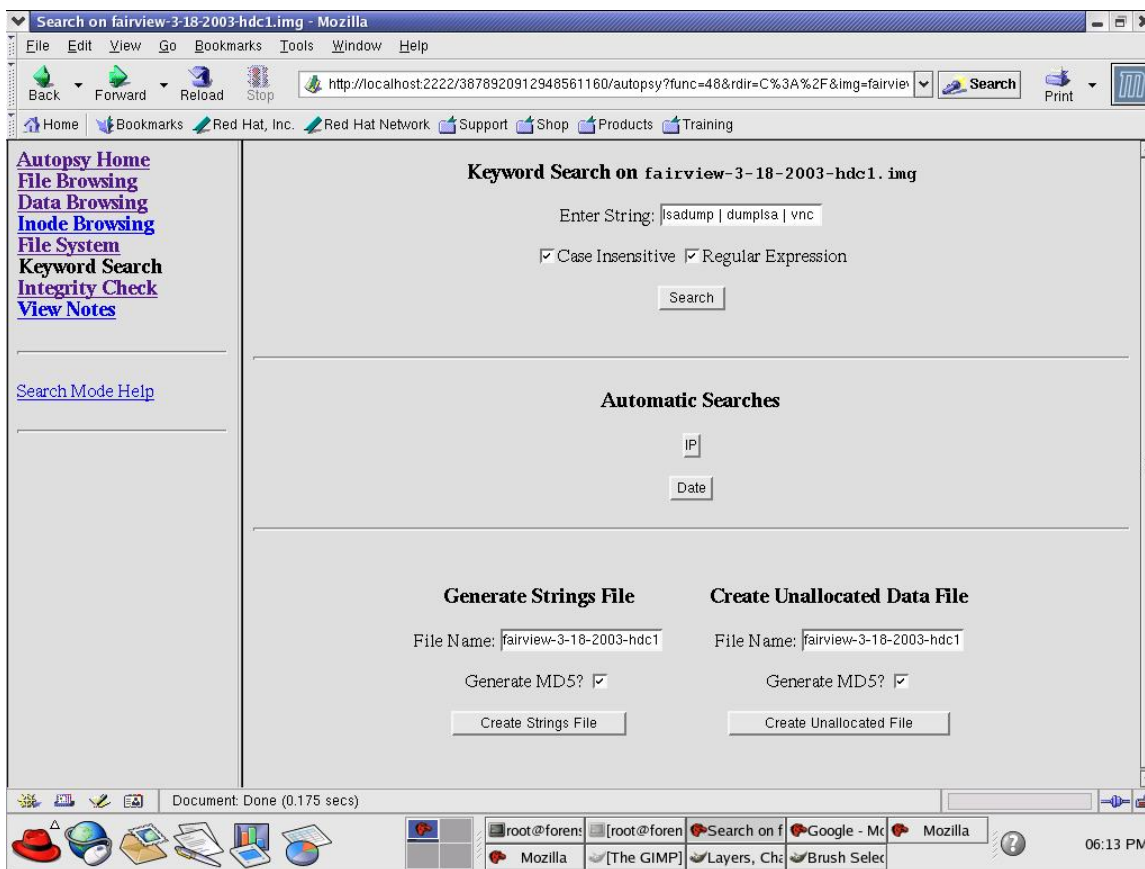 Search on fairview-3-18-2003-hdc1.img - Mozilla
File Edit View Go Bookmarks Tools Window Help
Back Forward Reload Stop http://localhost:2222/3878920912948561160/autopsy?func=48&rdir=C%3A%2F&img=fairview Search Print
Home Bookmarks Red Hat, Inc. Red Hat Network Support Shop Products Training
Autopsy Home
File Browsing
Data Browsing
Inode Browsing
File System
Keyword Search
Integrity Check
View Notes
Search Mode Help
Keyword Search on fairview-3-18-2003-hdc1.img
Enter String: lsadump | dumplsa | vnc
Case Insensitive Regular Expression
Search
Automatic Searches
IP
Date
Generate Strings File
File Name: fairview-3-18-2003-hdc1
Generate MD5?
Create Strings File
Create Unallocated Data File
File Name: fairview-3-18-2003-hdc1
Generate MD5?
Create Unallocated File
Document: Done (0.175 secs)
root@forens [root@foren Search on f Google - Mo Mozilla
Mozilla [The GIMP] Layers, Cha Brush Selec
06:13 PM